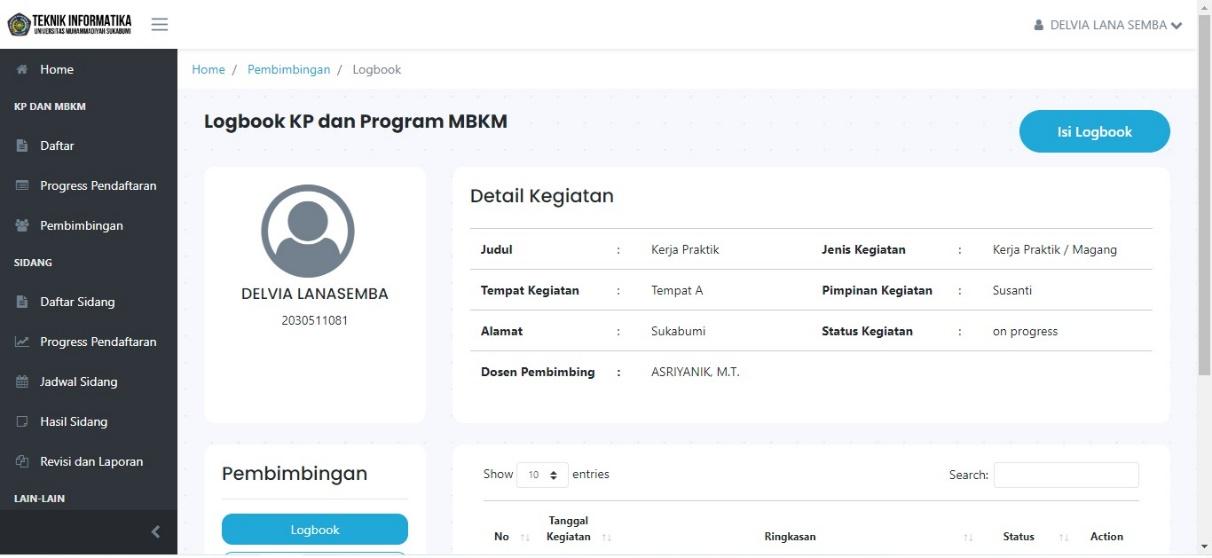 TEKNIK INFORMATIKA
UNIVERSITAS MUHAMMADIYAH SUKABUMI
DELVIA LANA SEMBA
Home
Home / Pembimbingan / Logbook
KP DAN MBKM
Daftar
Progress Pendaftaran
Pembimbingan
SIDANG
Daftar Sidang
Progress Pendaftaran
Jadwal Sidang
Hasil Sidang
Revisi dan Laporan
LAIN-LAIN
Logbook KP dan Program MBKM
Isi Logbook
DELVIA LANASEMBA
2030511081
Detail Kegiatan
Judul : Kerja Praktik Jenis Kegiatan : Kerja Praktik / Magang
Tempat Kegiatan : Tempat A Pimpinan Kegiatan : Susanti
Alamat : Sukabumi Status Kegiatan : on progress
Dosen Pembimbing : ASRIYANIK, M.T.
Pembimbingan
Logbook
Show 10 entries Search:
No Tanggal Kegiatan Ringkasan Status Action